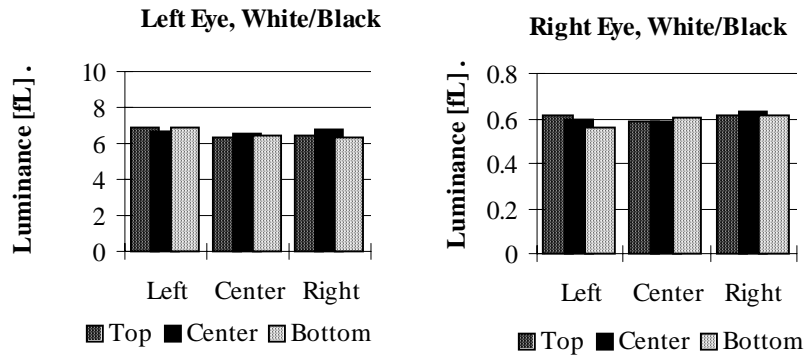 Left Eye, White/Black
Luminance [fL] .
10
8
6
4
2
0
Left Center Right
Top Center Bottom
Right Eye, White/Black
Luminance [fL] .
0.8
0.6
0.4
0.2
0
Left Center Right
Top Center Bottom